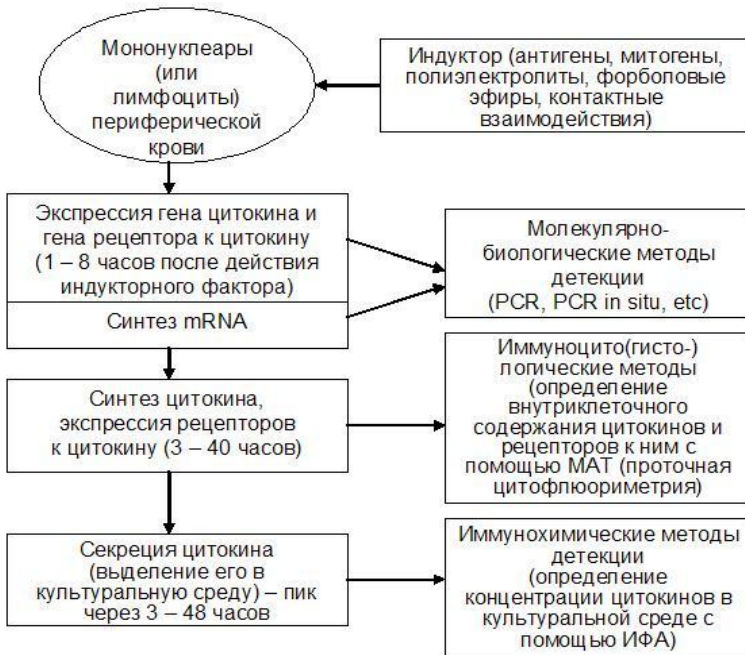 Мононуклеары
(или
лимфоциты)
периферической
крови
Индуктор (антигены, митогены,
полиэлектролиты, форболовые
эфиры, контактные
взаимодействия)
Экспрессия гена цитокина и
гена рецептора к цитокину
(1 – 8 часов после действия
индукторного фактора)
Синтез mRNA
Молекулярно-
биологические методы
детекции
(PCR, PCR in situ, etc)
Синтез цитокина,
экспрессия рецепторов
к цитокину (3 – 40 часов)
Иммуноцито(гисто-)
логические методы
(определение
внутриклеточного
содержания цитокинов и
рецепторов к ним с
помощью МАТ (проточная
цитофлюориметрия)
Секреция цитокина
(выделение его в
культуральную среду) – пик
через 3 – 48 часов
Иммунохимические методы
детекции
(определение
концентрации цитокинов в
культуральной среде с
помощью ИФА)